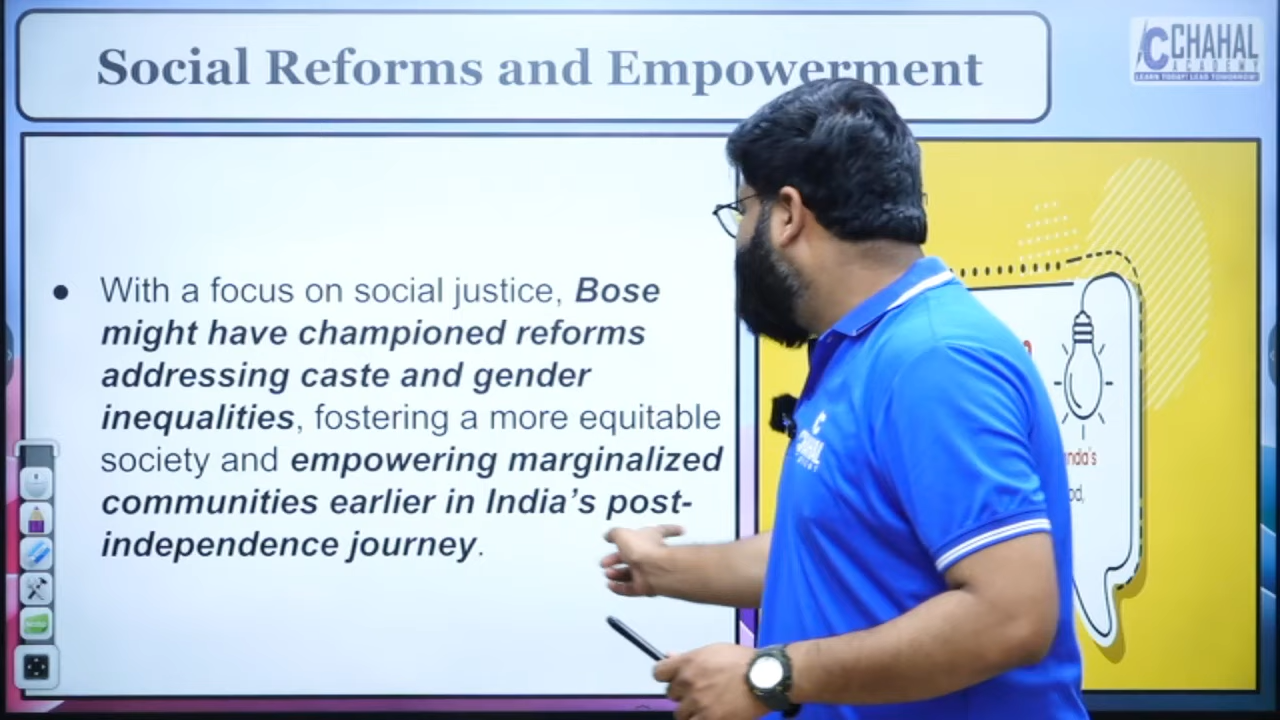 Social Reforms and Empowerment
CHAHAL
ACADEMY
LEARN TODAY! LEAD TOMORROW!
● With a focus on social justice, Bose
might have championed reforms
addressing caste and gender
inequalities, fostering a more equitable
society and empowering marginalized
communities earlier in India’s post-
independence journey.
CHAHAL